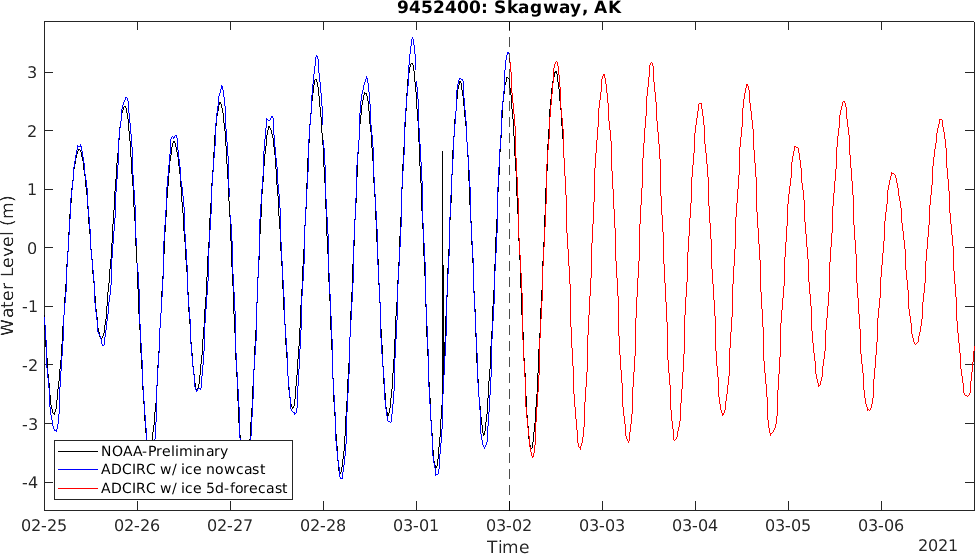 9452400: Skagway, AK
Water Level (m)
3
2
1
0
-1
-2
-3
-4
NOAA-Preliminary
ADCIRC w/ ice nowcast
ADCIRC w/ ice 5d-forecast
02-25 02-26 02-27 02-28 03-01 03-02 03-03 03-04 03-05 03-06
Time
2021